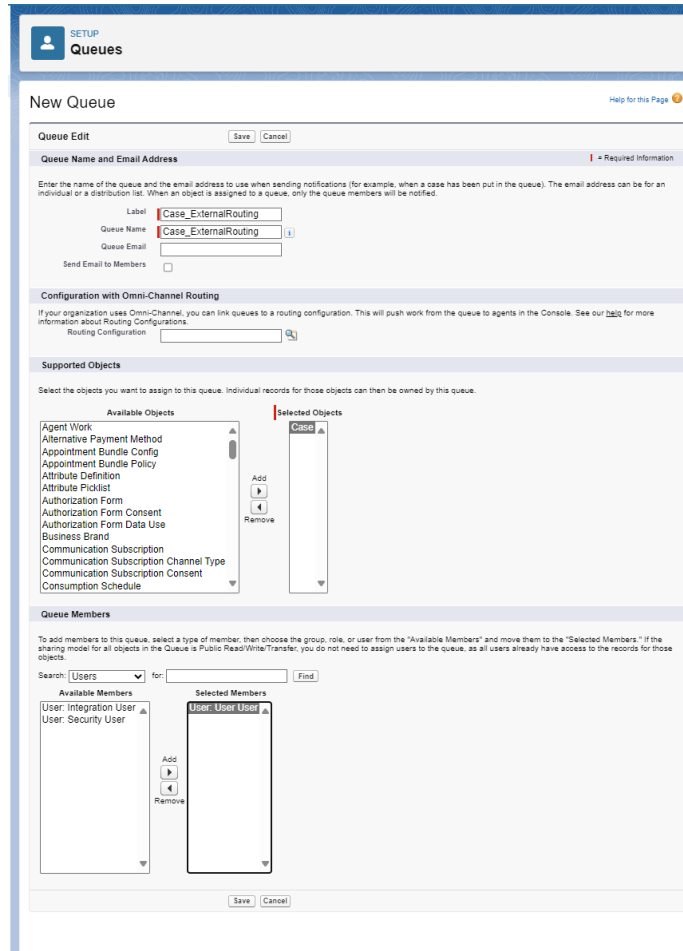 SETUP
Queues
New Queue
Help for this Page
Queue Edit
Save Cancel
Queue Name and Email Address
= Required Information
Enter the name of the queue and the email address to use when sending notifications (for example, when a case has been put in the queue). The email address can be for an
individual or a distribution list. When an object is assigned to a queue, only the queue members will be notified.
Label Case_ExternalRouting
Queue Name Case_ExternalRouting i
Queue Email
Send Email to Members
Configuration with Omni-Channel Routing
If your organization uses Omni-Channel, you can link queues to a routing configuration. This will push work from the queue to agents in the Console. See our help for more
information about Routing Configurations.
Routing Configuration
Supported Objects
Select the objects you want to assign to this queue. Individual records for those objects can then be owned by this queue.
Available Objects
Selected Objects
Agent Work
Alternative Payment Method
Appointment Bundle Config
Appointment Bundle Policy
Attribute Definition
Attribute Picklist
Authorization Form
Authorization Form Consent
Authorization Form Data Use
Business Brand
Communication Subscription
Communication Subscription Channel Type
Communication Subscription Consent
Consumption Schedule
Add
Remove
Case
Queue Members
To add members to this queue, select a type of member, then choose the group, role, or user from the "Available Members" and move them to the "Selected Members." If the
sharing model for all objects in the Queue is Public Read/Write/Transfer, you do not need to assign users to the queue, as all users already have access to the records for those
objects.
Search: Users for: Find
Available Members
Selected Members
User: Integration User
User: Security User
Add
Remove
User: User User
Save Cancel